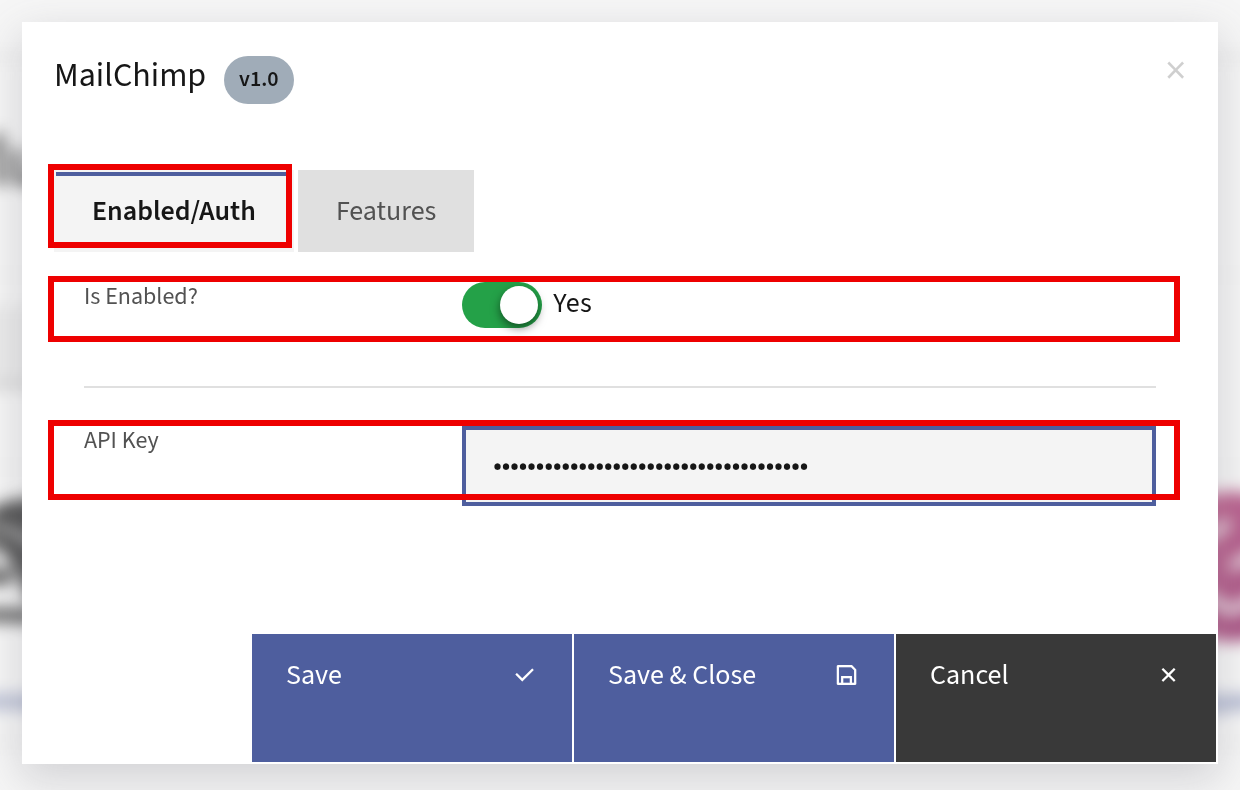 MailChimp v1.0
Enabled/Auth Features
Is Enabled? Yes
API Key •••••••••••••••••••••••••••••••••••••
Save Save & Close Cancel